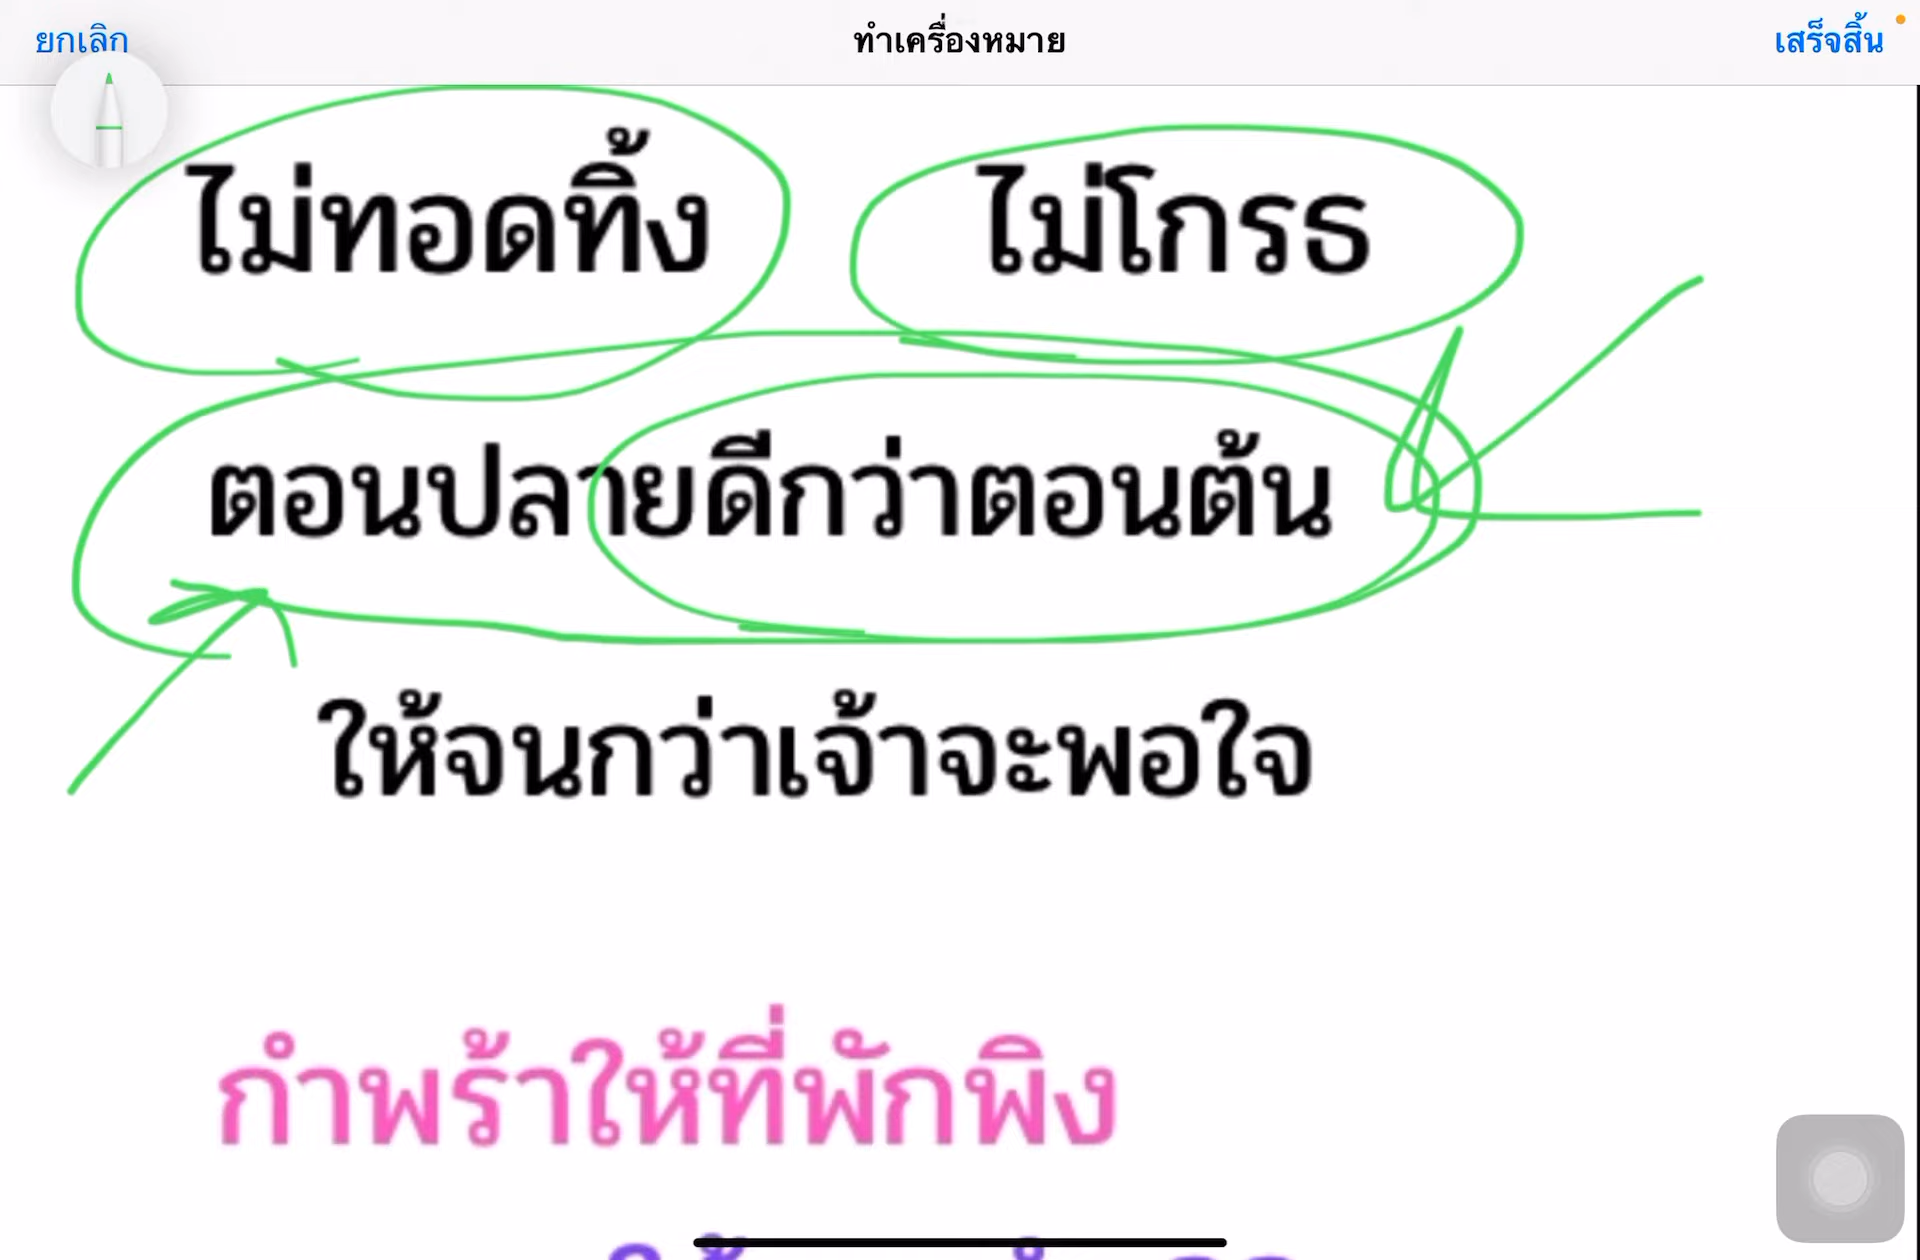 ยกเลิก ทำเครื่องหมาย เสร็จสิ้น
ไม่ทอดทิ้ง ไม่โกรธ
ตอนปลายดีกว่าตอนต้น
ให้จนกว่าเจ้าจะพอใจ
กำพร้าให้ที่พักพิง